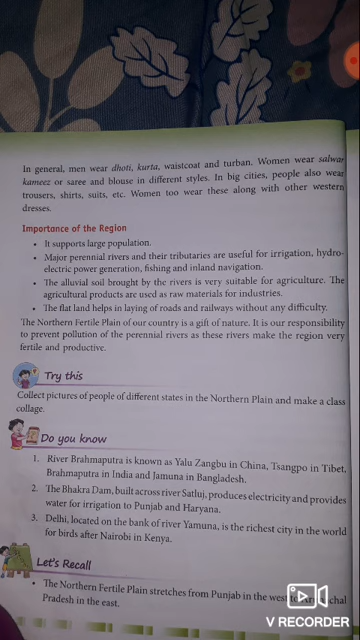 In general, men wear dhoti, kurta, waistcoat and turban. Women wear salwar
kameez or saree and blouse in different styles. In big cities, people also wear
trousers, shirts, suits, etc. Women too wear these along with other western
dresses.
Importance of the Region
• It supports large population.
• Major perennial rivers and their tributaries are useful for irrigation, hydro-
electric power generation, fishing and inland navigation.
• The alluvial soil brought by the rivers is very suitable for agriculture. The
agricultural products are used as raw materials for industries.
• The flat land helps in laying of roads and railways without any difficulty.
The Northern Fertile Plain of our country is a gift of nature. It is our responsibility
to prevent pollution of the perennial rivers as these rivers make the region very
fertile and productive.
Try this
Collect pictures of people of different states in the Northern Plain and make a class
collage.
Do you know
1. River Brahmaputra is known as Yalu Zangbu in China, Tsangpo in Tibet,
Brahmaputra in India and Jamuna in Bangladesh.
2. The Bhakra Dam, built across river Satluj, produces electricity and provides
water for irrigation to Punjab and Haryana.
3. Delhi, located on the bank of river Yamuna, is the richest city in the world
for birds after Nairobi in Kenya.
Let's Recall
• The Northern Fertile Plain stretches from Punjab in the west to
Pradesh in the east.
V RECORDER